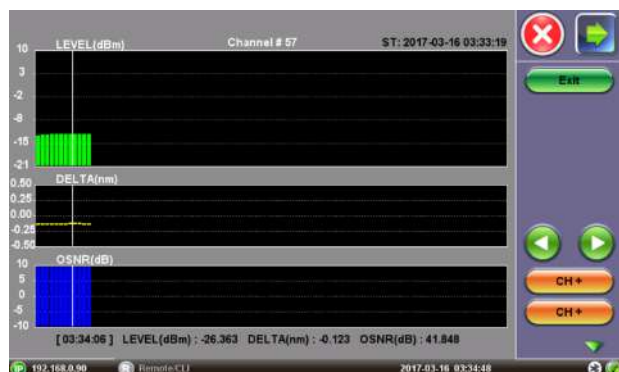 LEVEL(dBm) Channel # 57 ST: 2017-03-16 03:33:19
10
3
-2
-8
-15
-21
DELTA(nm)
0.50
0.25
0.00
-0.25
-0.50
OSNR(dB)
10
5
0
-5
-10
[ 03:34:06 ] LEVEL(dBm) : -26.363 DELTA(nm) : -0.123 OSNR(dB) : 41.848
Exit
CH +
CH +
IP 192.168.0.90 R Remote/CLI 2017-03-16 03:34:48